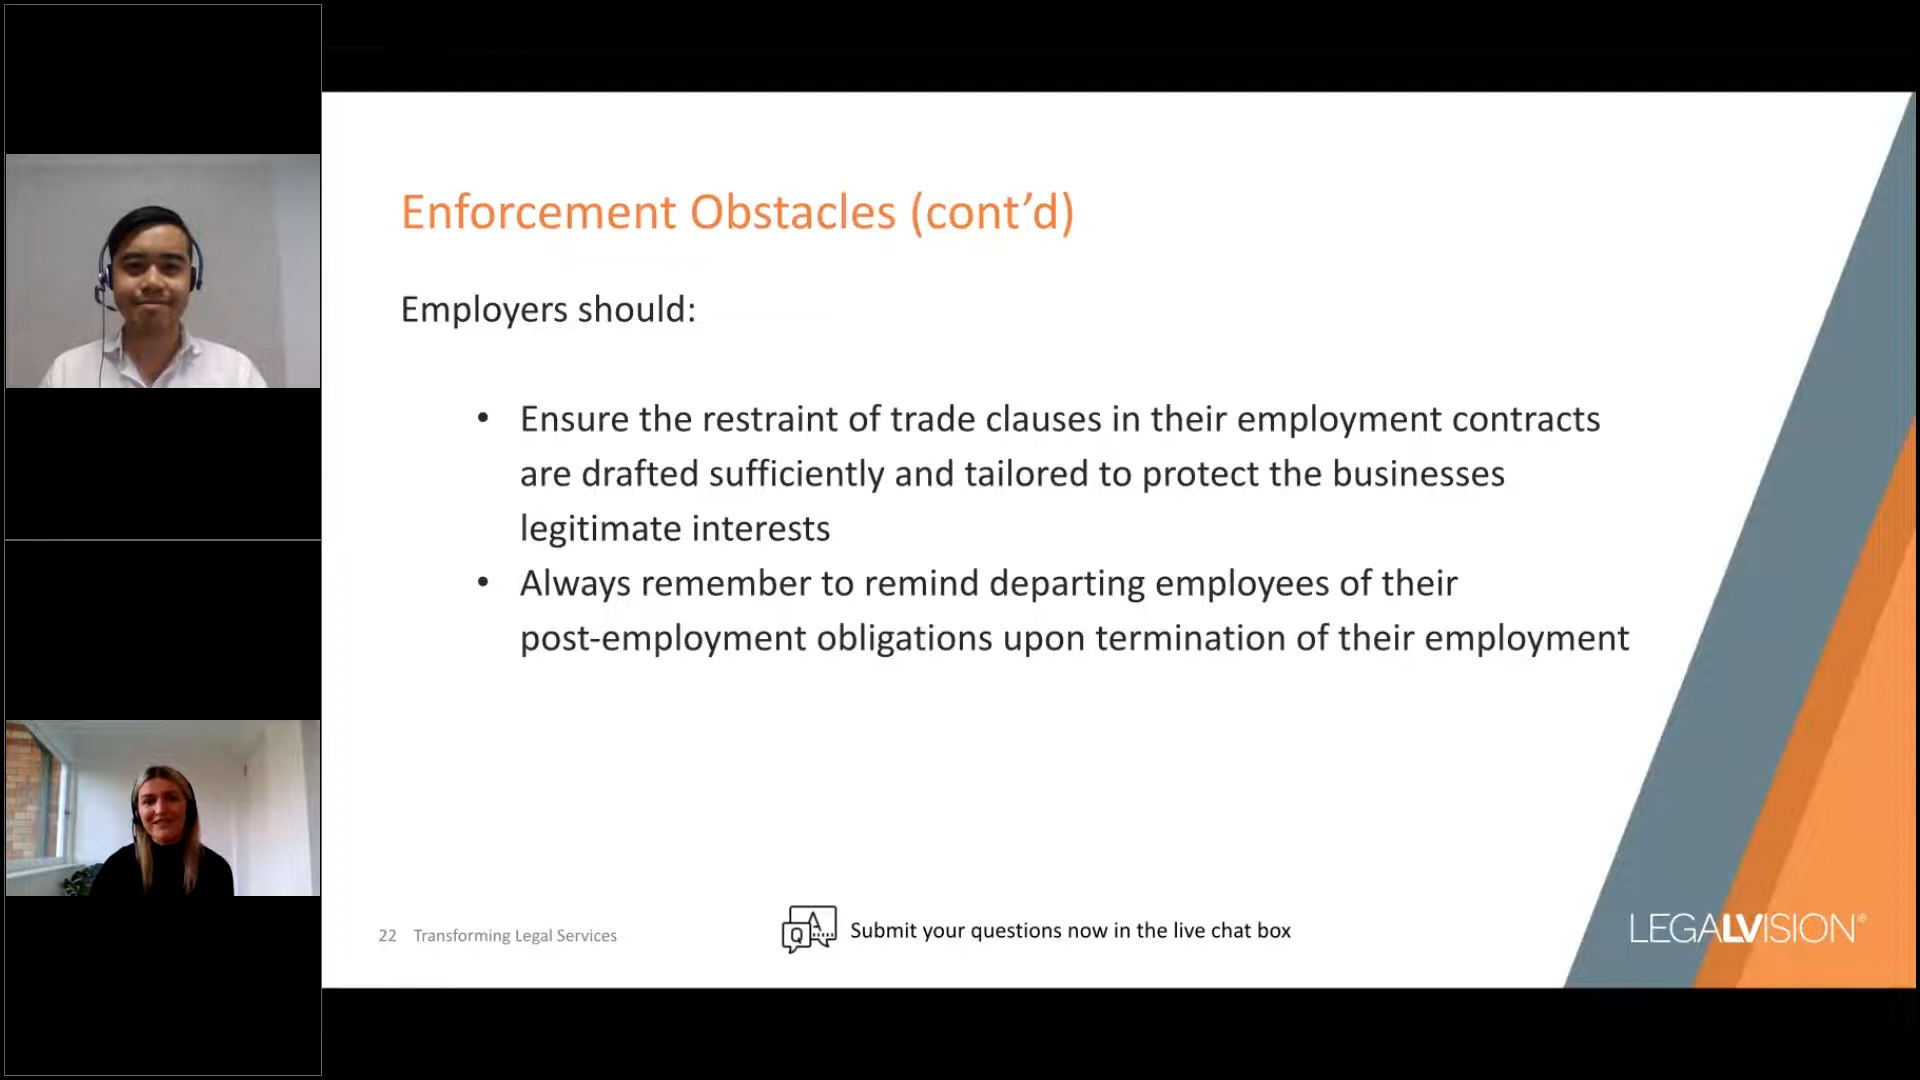 Enforcement Obstacles (cont’d)
Employers should:
• Ensure the restraint of trade clauses in their employment contracts
are drafted sufficiently and tailored to protect the businesses
legitimate interests
• Always remember to remind departing employees of their
post-employment obligations upon termination of their employment
22 Transforming Legal Services
Q A
Submit your questions now in the live chat box
LEGALVISION®